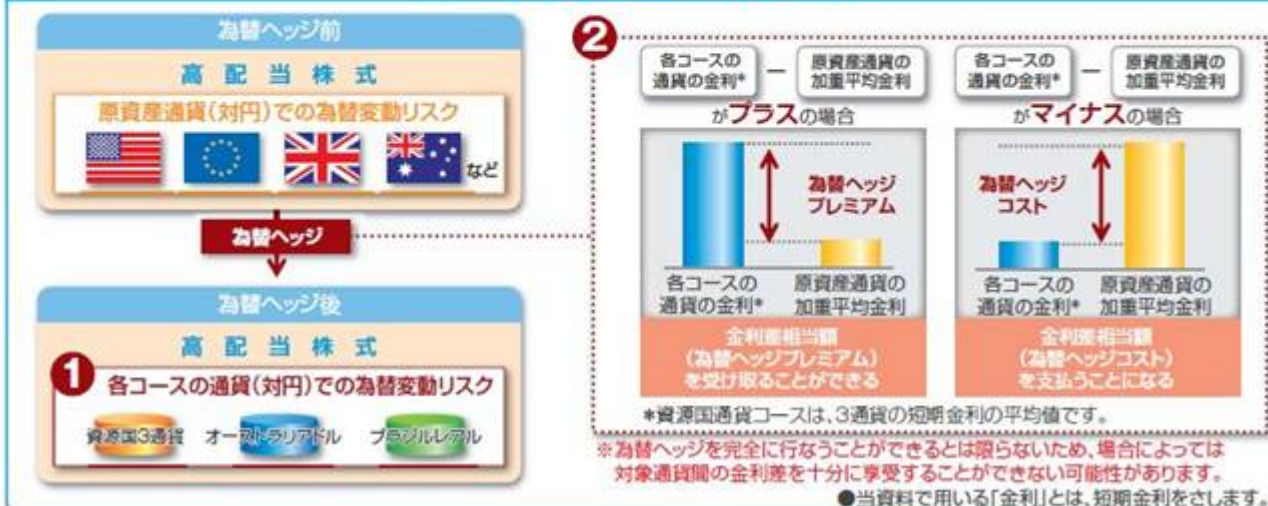 為替ヘッジ前
高配当株式
原資産通貨(対円)での為替変動リスク
など
為替ヘッジ
為替ヘッジ後
高配当株式
1
各コースの通貨(対円)での為替変動リスク
資源国3通貨
オーストラリアドル
ブラジルレアル
2
各コースの
通貨の金利*
ー
原資産通貨の
加重平均金利
がプラスの場合
為替ヘッジ
プレミアム
各コースの
通貨の金利*
原資産通貨の
加重平均金利
金利差相当額
(為替ヘッジプレミアム)
を受け取ることができる
各コースの
通貨の金利*
ー
原資産通貨の
加重平均金利
がマイナスの場合
為替ヘッジ
コスト
各コースの
通貨の金利*
原資産通貨の
加重平均金利
金利差相当額
(為替ヘッジコスト)
を支払うことになる
*資源国通貨コースは、3通貨の短期金利の平均値です。
※為替ヘッジを完全に行なうことができるとは限らないため、場合によっては
対象通貨間の金利差を十分に享受することができない可能性があります。
●当資料で用いる「金利」とは、短期金利をさします。